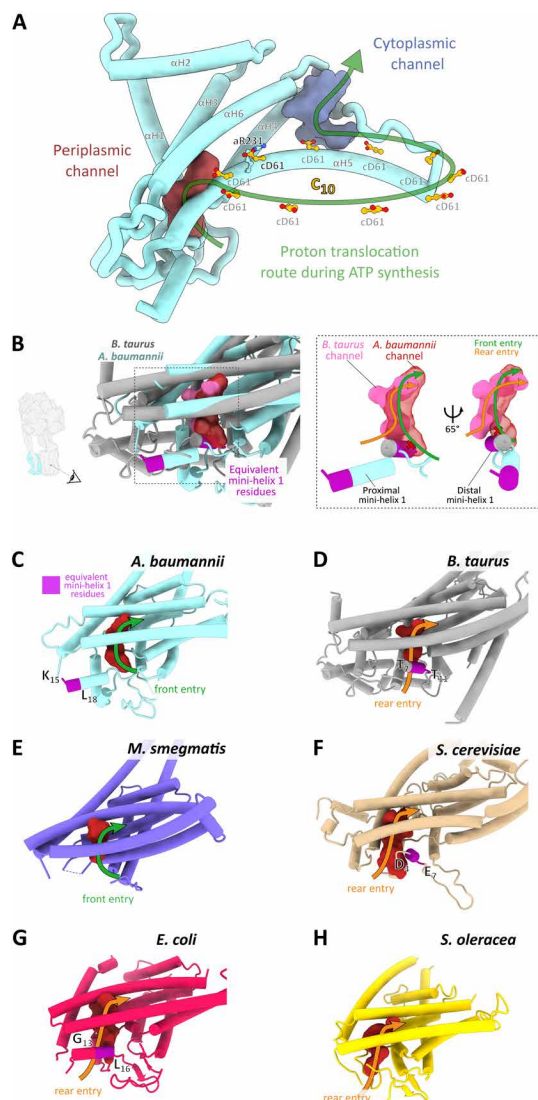 A
αH2
Cytoplasmic
channel
αH3
αH6
αH1
αH4
aR231
Periplasmic
channel
cD61
cD61
cD61
cD61
cD61
αH5
cD61
C10
cD61
cD61
cD61
cD61
Proton translocation
route during ATP synthesis
B
B. taurus
A. baumannii
Equivalent
mini-helix 1
residues
B. taurus
channel
A. baumannii
channel
Front entry
Rear entry
65°
Proximal
mini-helix 1
Distal
mini-helix 1
C
A. baumannii
equivalent
mini-helix 1
residues
K15
L18
front entry
D
B. taurus
T7
T11
rear entry
E
M. smegmatis
front entry
F
S. cerevisiae
D4
E7
rear entry
G
E. coli
G13
L16
rear entry
H
S. oleracea
rear entry